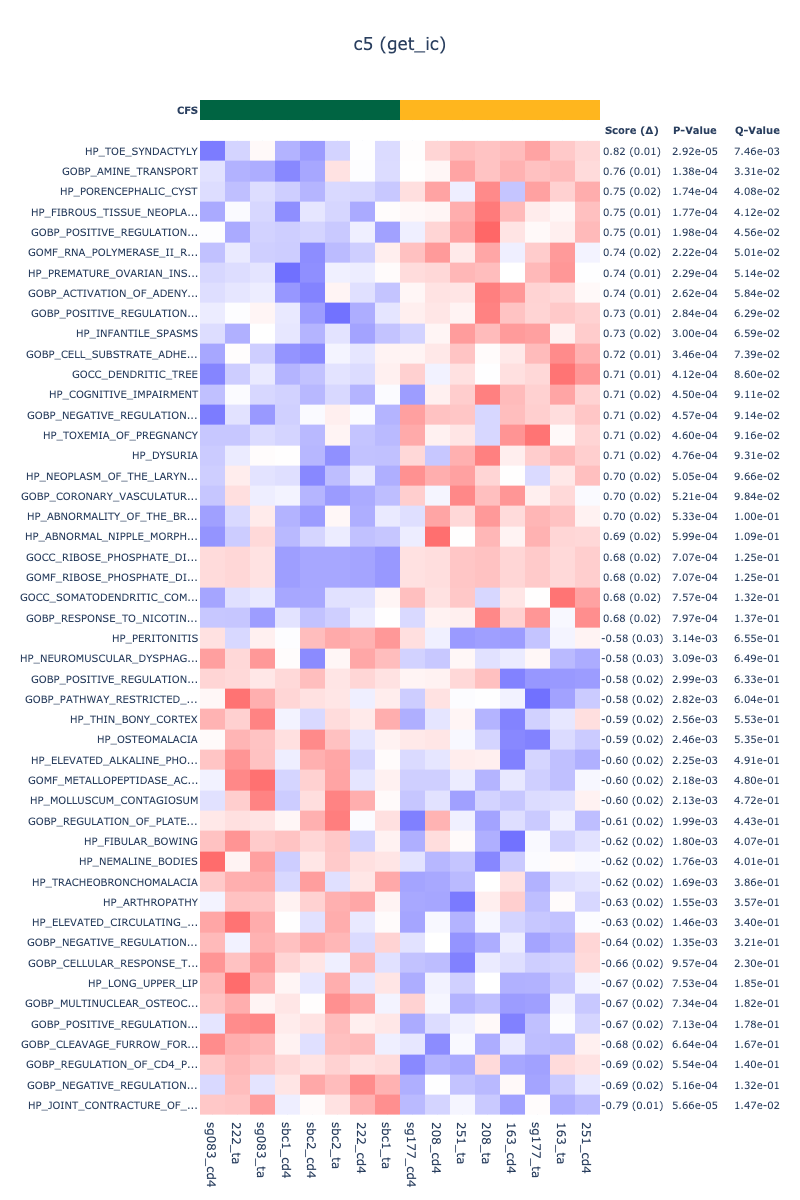 c5 (get_ic)
CFS
Score (Δ) P-Value Q-Value
HP_TOE_SYNDACTYLY 0.82 (0.01) 2.92e-05 7.46e-03
GOBP_AMINE_TRANSPORT 0.76 (0.01) 1.38e-04 3.31e-02
HP_PORENCEPHALIC_CYST 0.75 (0.02) 1.74e-04 4.08e-02
HP_FIBROUS_TISSUE_NEOPLA... 0.75 (0.01) 1.77e-04 4.12e-02
GOBP_POSITIVE_REGULATION... 0.75 (0.01) 1.98e-04 4.56e-02
GOMF_RNA_POLYMERASE_II_R... 0.74 (0.02) 2.22e-04 5.01e-02
HP_PREMATURE_OVARIAN_INS... 0.74 (0.01) 2.29e-04 5.14e-02
GOBP_ACTIVATION_OF_ADENY... 0.74 (0.01) 2.62e-04 5.84e-02
GOBP_POSITIVE_REGULATION... 0.73 (0.01) 2.84e-04 6.29e-02
HP_INFANTILE_SPASMS 0.73 (0.02) 3.00e-04 6.59e-02
GOBP_CELL_SUBSTRATE_ADHE... 0.72 (0.01) 3.46e-04 7.39e-02
GOCC_DENDRITIC_TREE 0.71 (0.01) 4.12e-04 8.60e-02
HP_COGNITIVE_IMPAIRMENT 0.71 (0.02) 4.50e-04 9.11e-02
GOBP_NEGATIVE_REGULATION... 0.71 (0.02) 4.57e-04 9.14e-02
HP_TOXEMIA_OF_PREGNANCY 0.71 (0.02) 4.60e-04 9.16e-02
HP_DYSURIA 0.71 (0.02) 4.76e-04 9.31e-02
HP_NEOPLASM_OF_THE_LARYN... 0.70 (0.02) 5.05e-04 9.66e-02
GOBP_CORONARY_VASCULATUR... 0.70 (0.02) 5.21e-04 9.84e-02
HP_ABNORMALITY_OF_THE_BR... 0.70 (0.02) 5.33e-04 1.00e-01
HP_ABNORMAL_NIPPLE_MORPH... 0.69 (0.02) 5.99e-04 1.09e-01
GOCC_RIBOSE_PHOSPHATE_DI... 0.68 (0.02) 7.07e-04 1.25e-01
GOMF_RIBOSE_PHOSPHATE_DI... 0.68 (0.02) 7.07e-04 1.25e-01
GOCC_SOMATODENDRITIC_COM... 0.68 (0.02) 7.57e-04 1.32e-01
GOBP_RESPONSE_TO_NICOTIN... 0.68 (0.02) 7.97e-04 1.37e-01
HP_PERITONITIS -0.58 (0.03) 3.14e-03 6.55e-01
HP_NEUROMUSCULAR_DYSPHAG... -0.58 (0.03) 3.09e-03 6.49e-01
GOBP_POSITIVE_REGULATION... -0.58 (0.02) 2.99e-03 6.33e-01
GOBP_PATHWAY_RESTRICTED_... -0.58 (0.02) 2.82e-03 6.04e-01
HP_THIN_BONY_CORTEX -0.59 (0.02) 2.56e-03 5.53e-01
HP_OSTEOMALACIA -0.59 (0.02) 2.46e-03 5.35e-01
HP_ELEVATED_ALKALINE_PHO... -0.60 (0.02) 2.25e-03 4.91e-01
GOMF_METALLOPEPTIDASE_AC... -0.60 (0.02) 2.18e-03 4.80e-01
HP_MOLLUSCUM_CONTAGIOSUM -0.60 (0.02) 2.13e-03 4.72e-01
GOBP_REGULATION_OF_PLATE... -0.61 (0.02) 1.99e-03 4.43e-01
HP_FIBULAR_BOWING -0.62 (0.02) 1.80e-03 4.07e-01
HP_NEMALINE_BODIES -0.62 (0.02) 1.76e-03 4.01e-01
HP_TRACHEOBRONCHOMALACIA -0.62 (0.02) 1.69e-03 3.86e-01
HP_ARTHROPATHY -0.63 (0.02) 1.55e-03 3.57e-01
HP_ELEVATED_CIRCULATING_... -0.63 (0.02) 1.46e-03 3.40e-01
GOBP_NEGATIVE_REGULATION... -0.64 (0.02) 1.35e-03 3.21e-01
GOBP_CELLULAR_RESPONSE_T... -0.66 (0.02) 9.57e-04 2.30e-01
HP_LONG_UPPER_LIP -0.67 (0.02) 7.53e-04 1.85e-01
GOBP_MULTINUCLEAR_OSTEOC... -0.67 (0.02) 7.34e-04 1.82e-01
GOBP_POSITIVE_REGULATION... -0.67 (0.02) 7.13e-04 1.78e-01
GOBP_CLEAVAGE_FURROW_FOR... -0.68 (0.02) 6.64e-04 1.67e-01
GOBP_REGULATION_OF_CD4_P... -0.69 (0.02) 5.54e-04 1.40e-01
GOBP_NEGATIVE_REGULATION... -0.69 (0.02) 5.16e-04 1.32e-01
HP_JOINT_CONTRACTURE_OF_... -0.79 (0.01) 5.66e-05 1.47e-02
sg083_cd4 222_ta sg083_ta sbc1_cd4 sbc2_cd4 sbc2_ta 222_cd4 sbc1_ta sg177_cd4 208_cd4 251_ta 208_ta 163_cd4 sg177_ta 163_ta 251_cd4